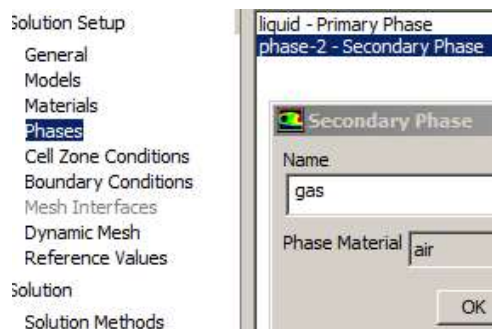 Solution Setup
General
Models
Materials
Phases
Cell Zone Conditions
Boundary Conditions
Mesh Interfaces
Dynamic Mesh
Reference Values
Solution
Solution Methods
liquid - Primary Phase
phase-2 - Secondary Phase
Secondary Phase
Name
gas
Phase Material air
OK